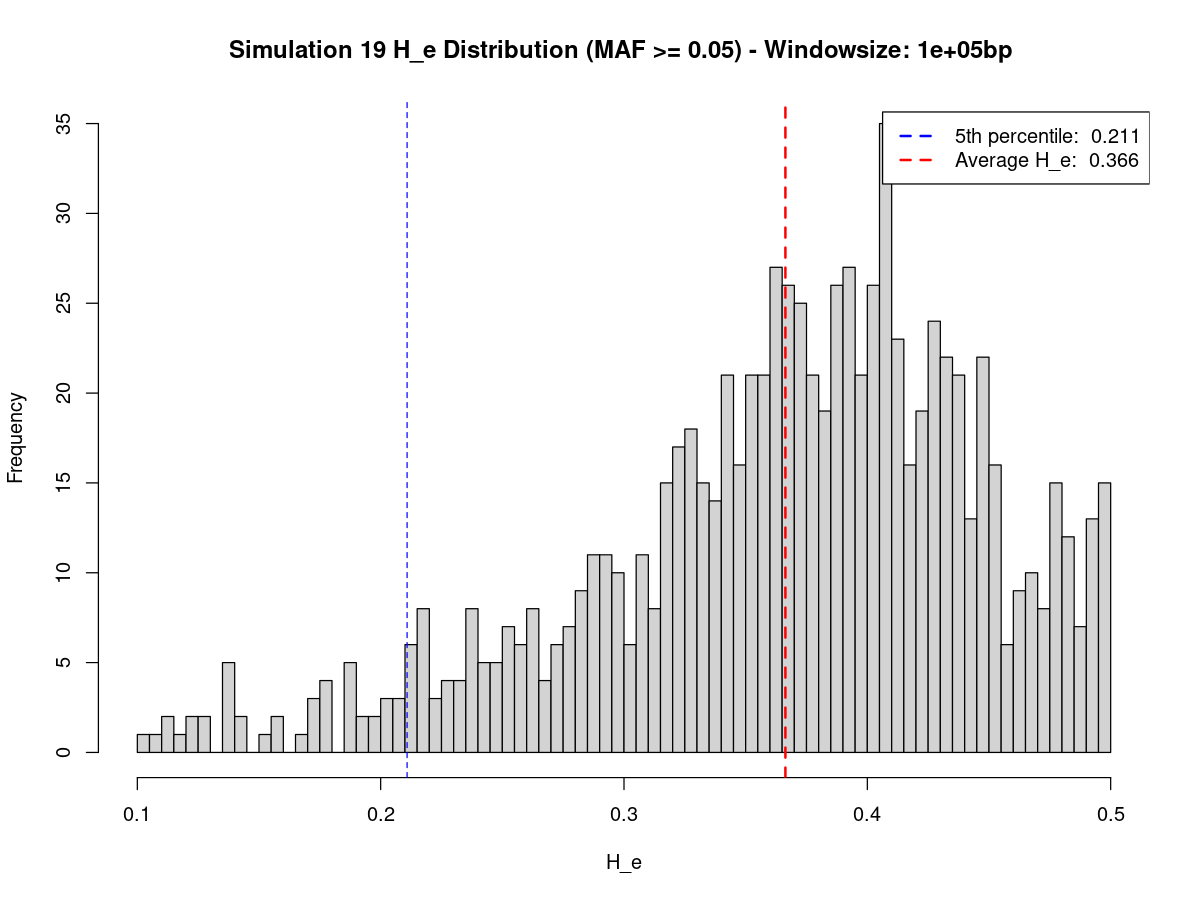 Simulation 19 H_e Distribution (MAF >= 0.05) - Windowsize: 1e+05bp
5th percentile:  0.211
Average H_e:  0.366
Frequency
35
30
25
20
15
10
5
0
0.1 0.2 0.3 0.4 0.5
H_e